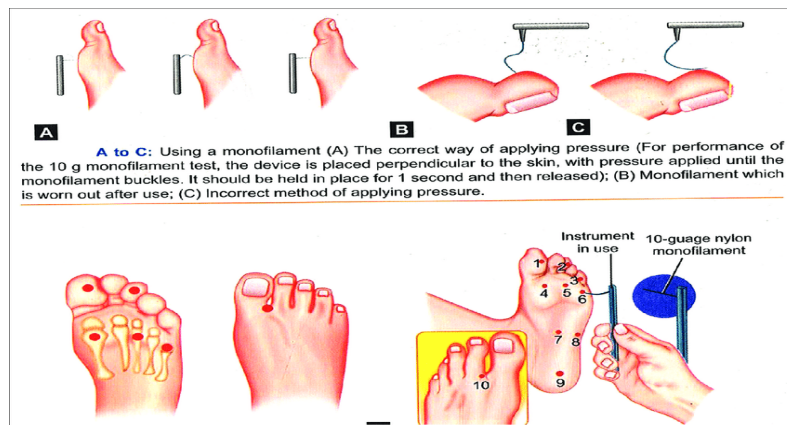 A
B
C
A to C: Using a monofilament (A) The correct way of applying pressure (For performance of
the 10 g monofilament test, the device is placed perpendicular to the skin, with pressure applied until the
monofilament buckles. It should be held in place for 1 second and then released); (B) Monofilament which
is worn out after use; (C) Incorrect method of applying pressure.
Instrument
in use
10-guage nylon
monofilament
1
2
3
4
5
6
7
8
9
10